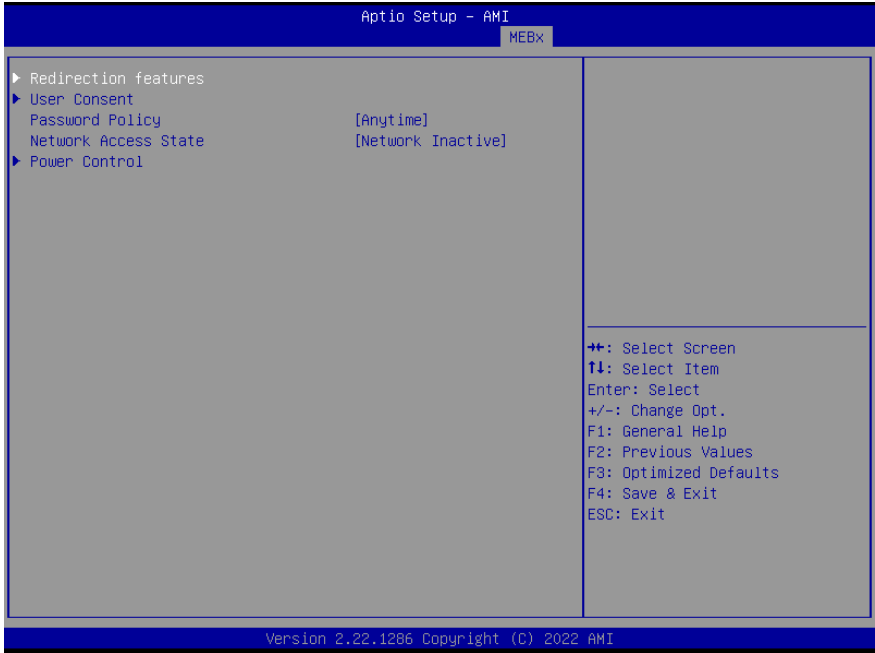 Aptio Setup – AMI
MEBx
Redirection features
User Consent
Password Policy [Anytime]
Network Access State [Network Inactive]
Power Control
→←: Select Screen
↑↓: Select Item
Enter: Select
+/-: Change Opt.
F1: General Help
F2: Previous Values
F3: Optimized Defaults
F4: Save & Exit
ESC: Exit
Version 2.22.1286 Copyright (C) 2022 AMI